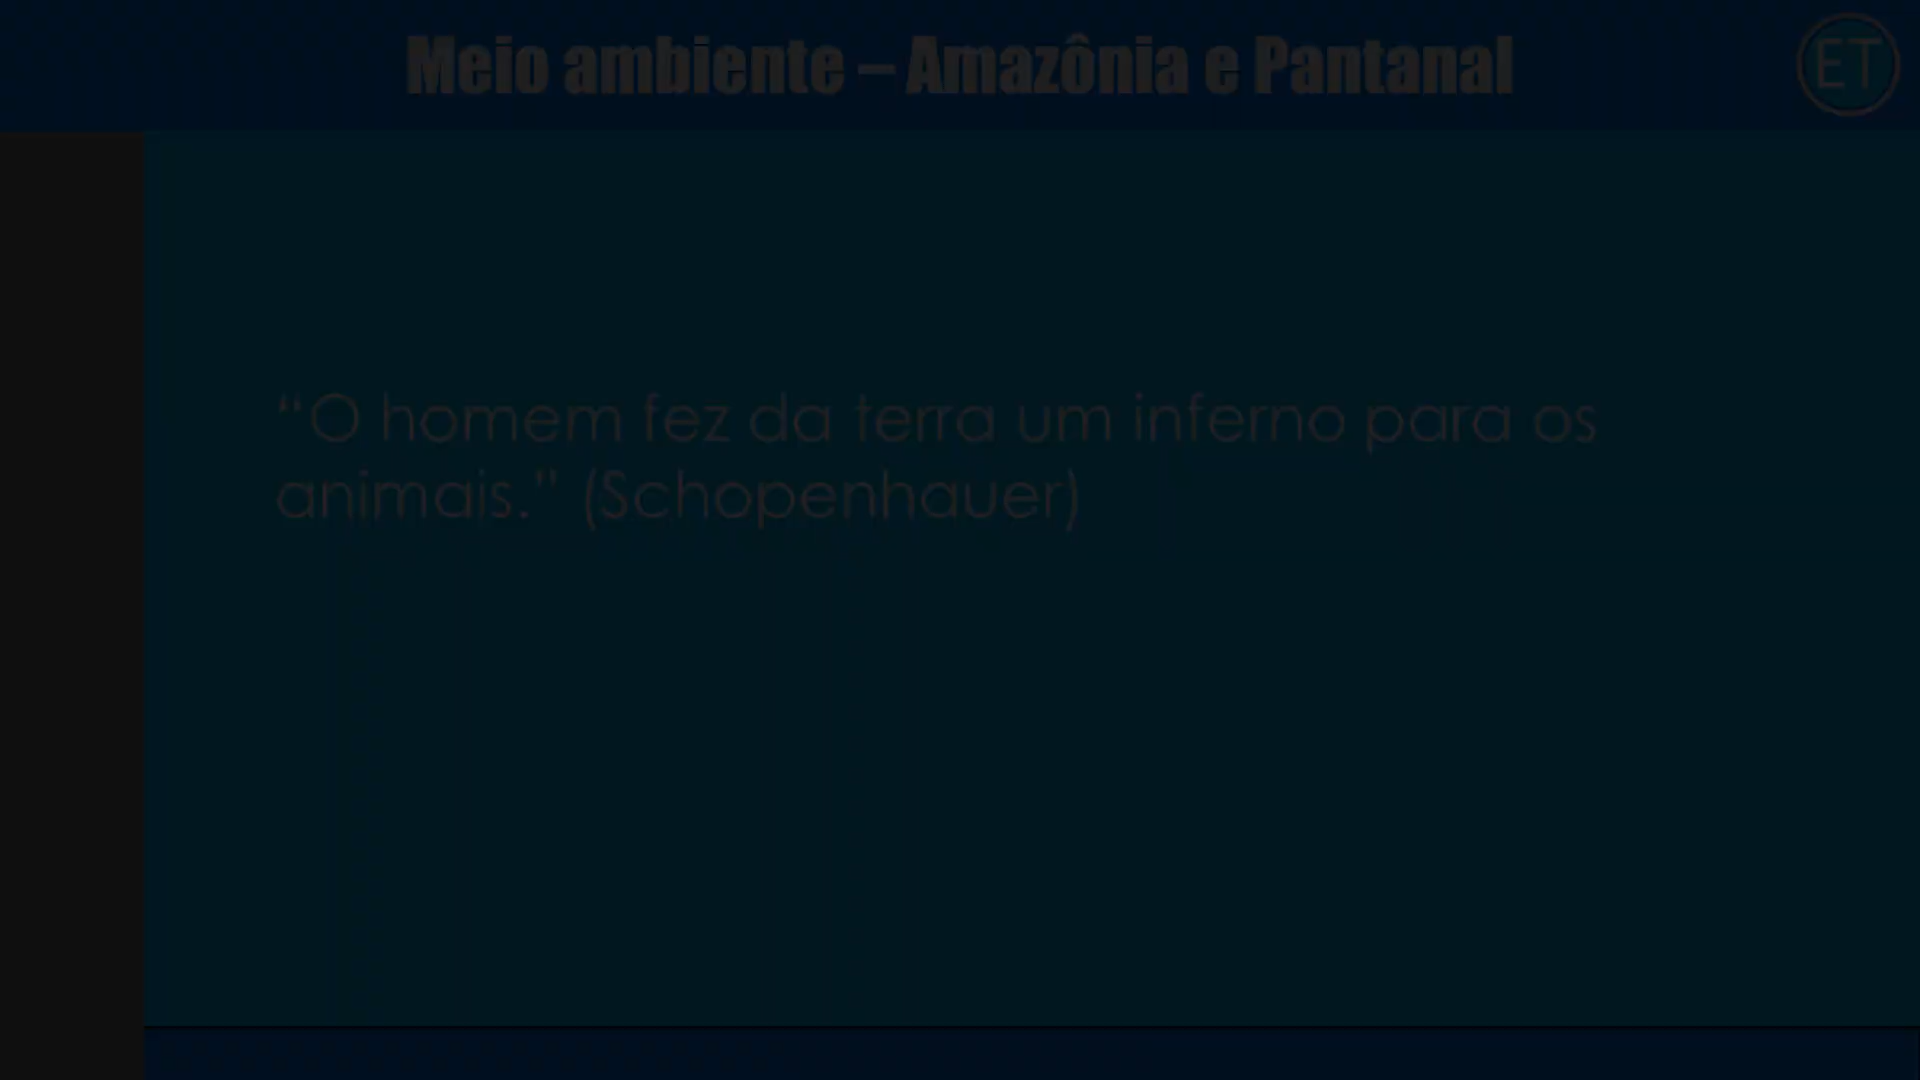 Meio ambiente – Amazônia e Pantanal
ET
“O homem fez da terra um inferno para os
animais.” (Schopenhauer)